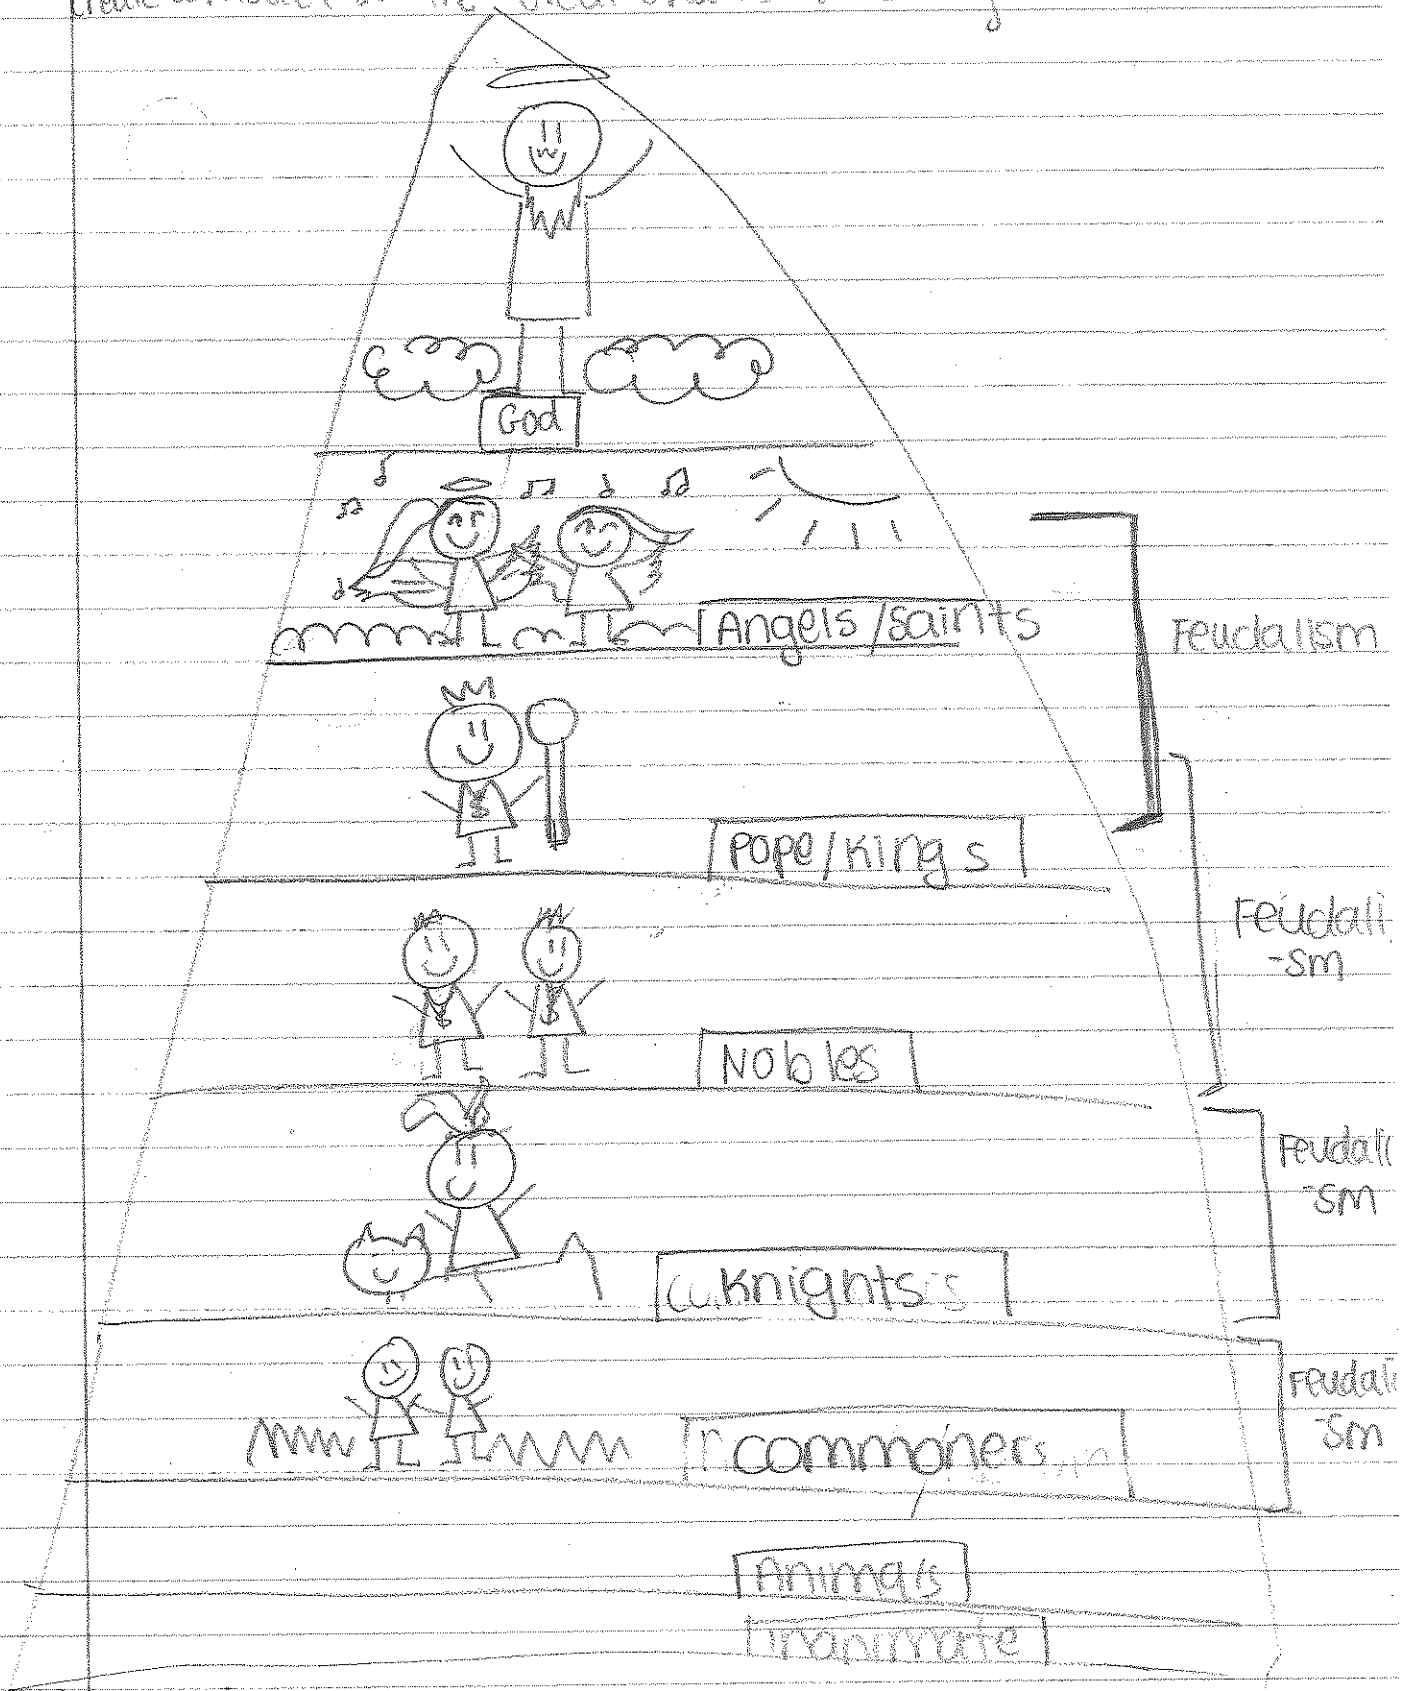 God
Angels/Saints
Feudalism
Pope/Kings
Feudali
-sm
Nobles
Feudali
-sm
Knights
Feudali
-sm
commoners
Animals
inanimate